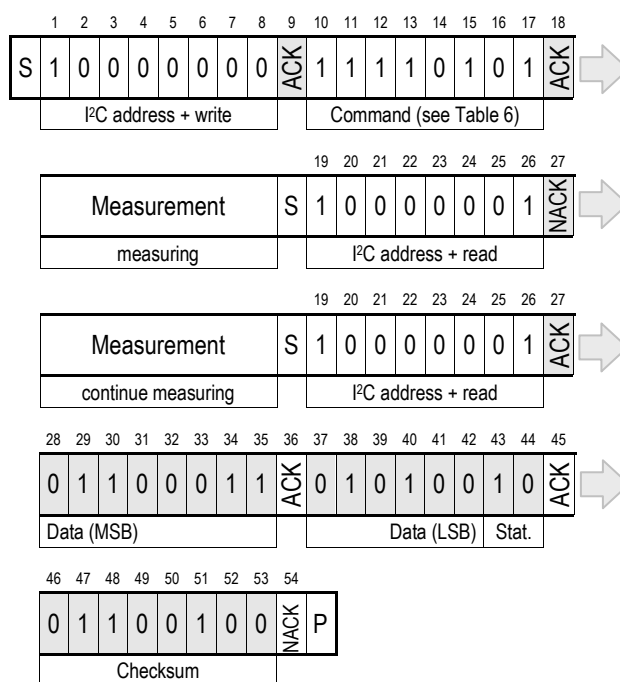 1 2 3 4 5 6 7 8 9 10 11 12 13 14 15 16 17 18
S 1 0 0 0 0 0 0 0 ACK 1 1 1 1 0 1 0 1 ACK
I²C address + write Command (see Table 6)
19 20 21 22 23 24 25 26 27
Measurement S 1 0 0 0 0 0 0 1 NACK
measuring I²C address + read
19 20 21 22 23 24 25 26 27
Measurement S 1 0 0 0 0 0 0 1 ACK
continue measuring I²C address + read
28 29 30 31 32 33 34 35 36 37 38 39 40 41 42 43 44 45
0 1 1 0 0 0 1 1 ACK 0 1 0 1 0 0 1 0 ACK
Data (MSB) Data (LSB) Stat.
46 47 48 49 50 51 52 53 54
0 1 1 0 0 1 0 0 NACK P
Checksum